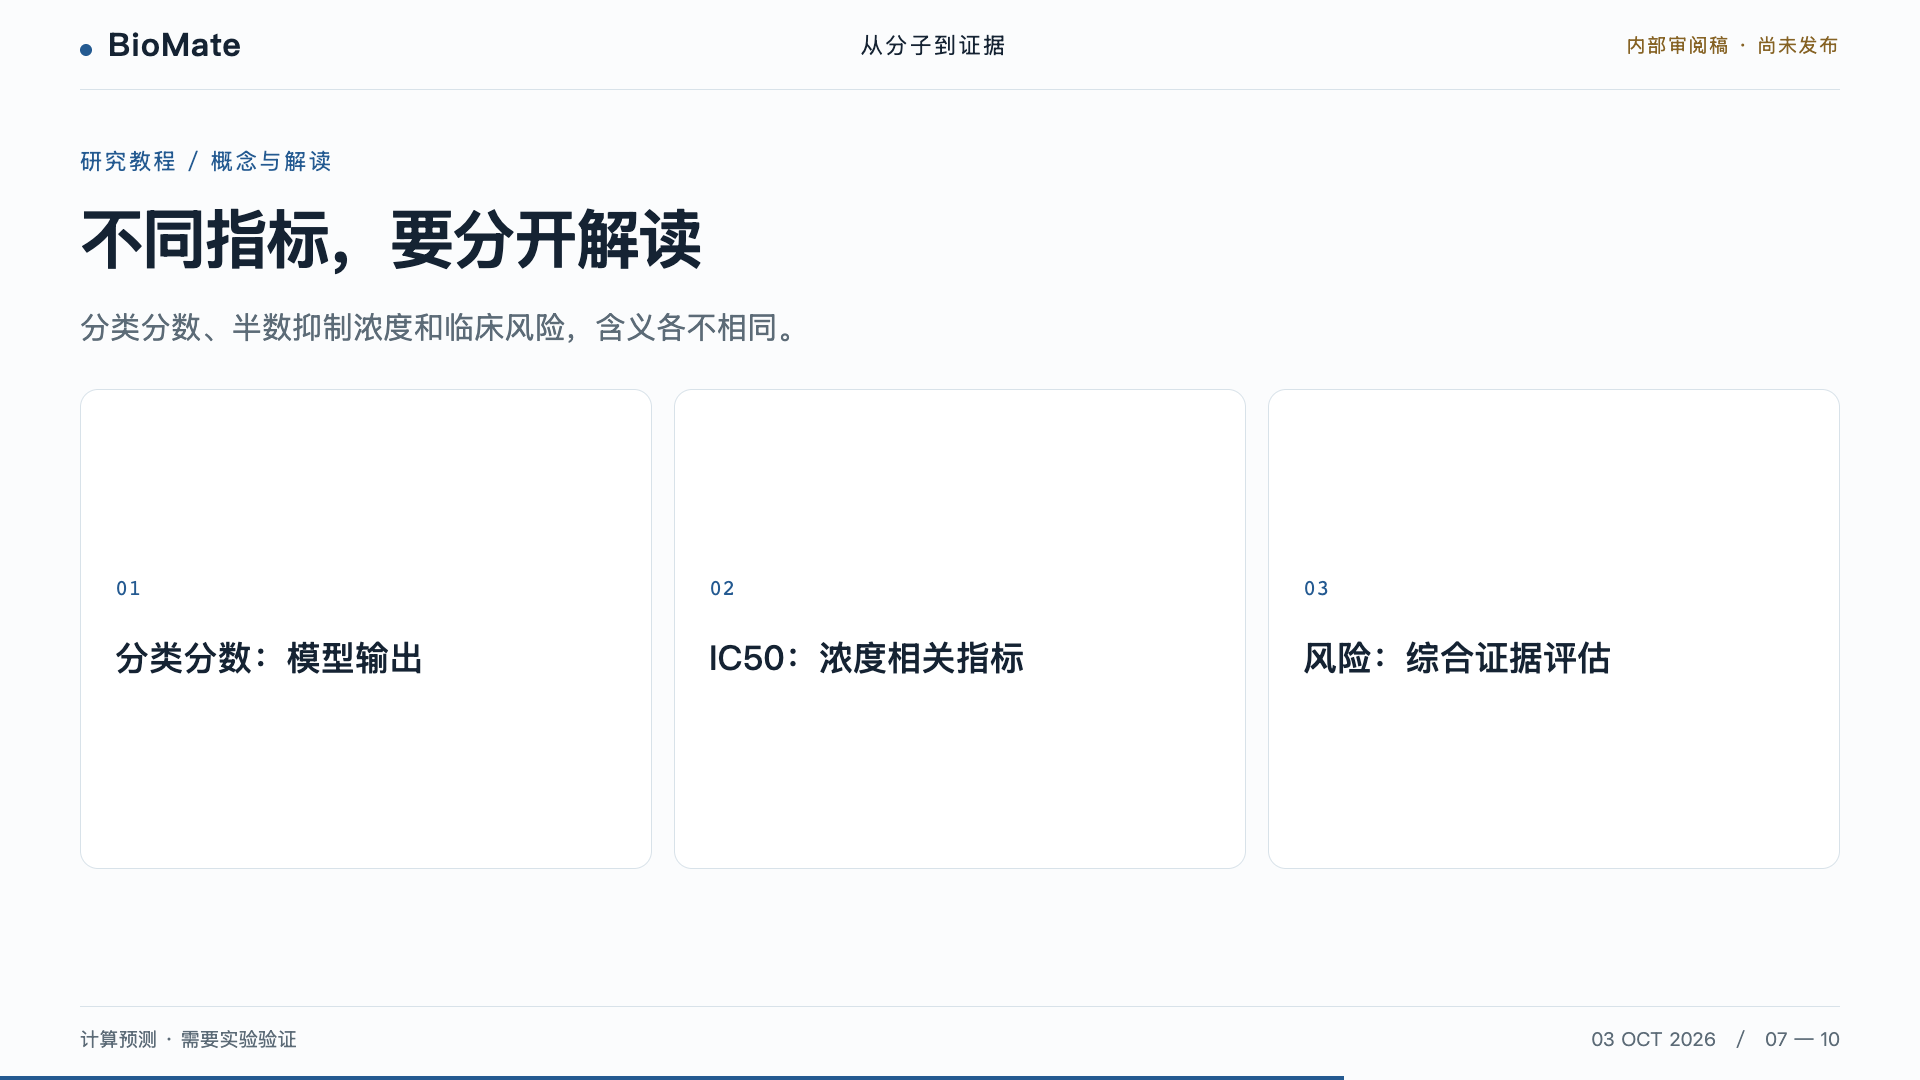 BioMate
从分子到证据
内部审阅稿 · 尚未发布
研究教程 / 概念与解读
不同指标，要分开解读
分类分数、半数抑制浓度和临床风险，含义各不相同。
01
分类分数：模型输出
02
IC50：浓度相关指标
03
风险：综合证据评估
计算预测 · 需要实验验证
03 OCT 2026 / 07 — 10